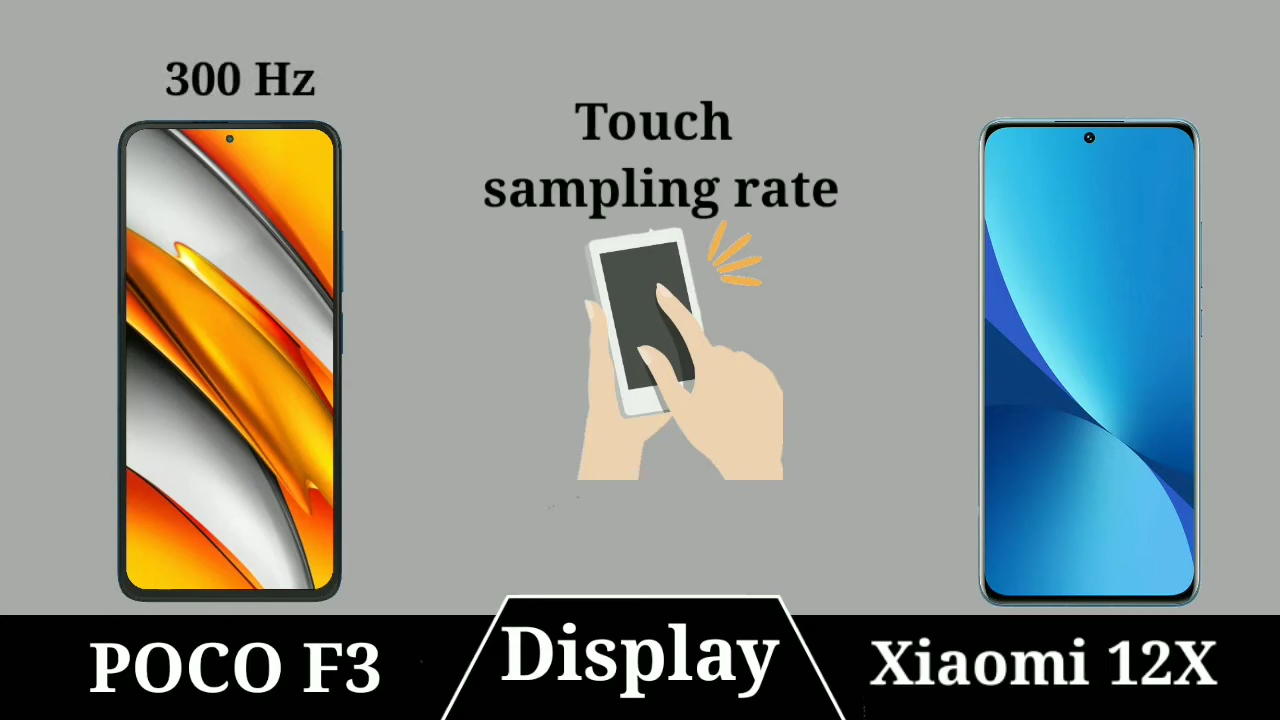 300 Hz
Touch
sampling rate
POCO F3
Display
Xiaomi 12X